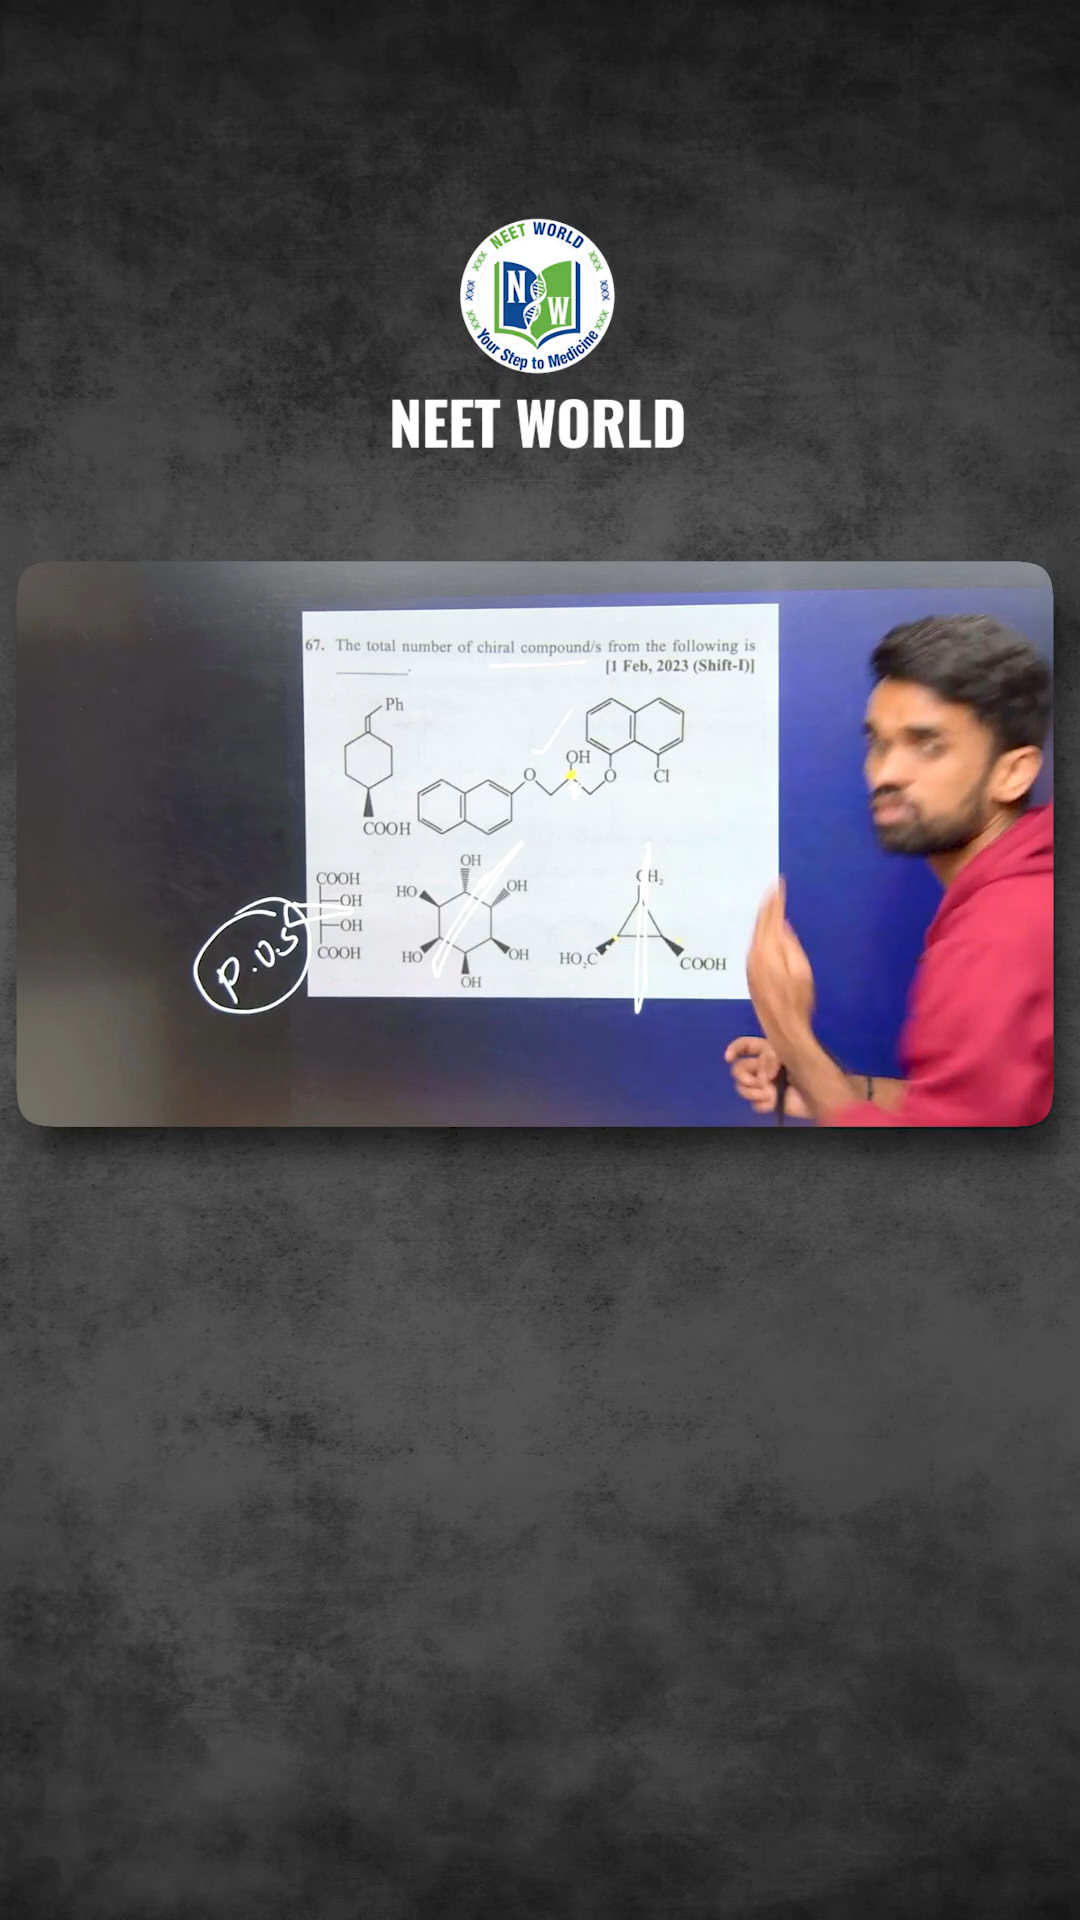 NEET WORLD
N W
Your Step to Medicine
NEET WORLD
67. The total number of chiral compound/s from the following is
________. [1 Feb, 2023 (Shift-I)]
Ph
COOH
O
OH
O
Cl
COOH
OH
OH
COOH
P.O.S
OH
HO
OH
HO
OH
OH
CH₂
HO₂C
COOH